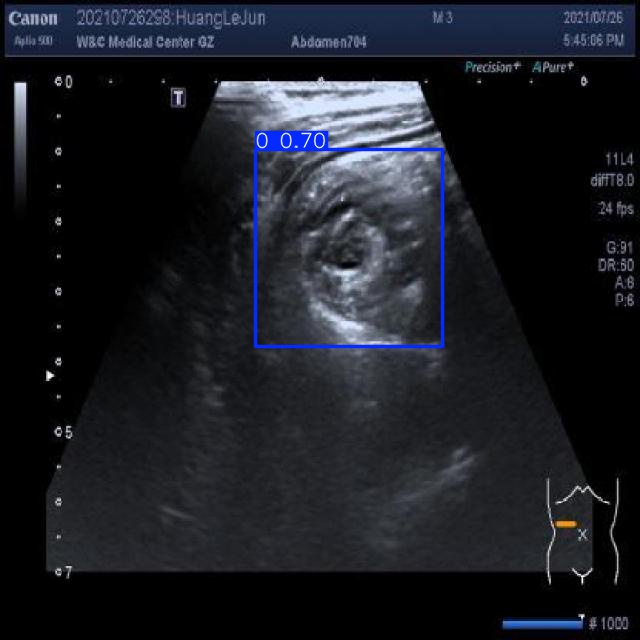 Canon 20210726298:HuangLeJun M 3 2021/07/26
Aplio 500 W&C Medical Center GZ Abdomen704 5:45:06 PM
Precision+ APure+
0
T
0 0.70
11L4
diffT8.0
24 fps
G:91
DR:50
A:6
P:6
5
X
7
# 1000